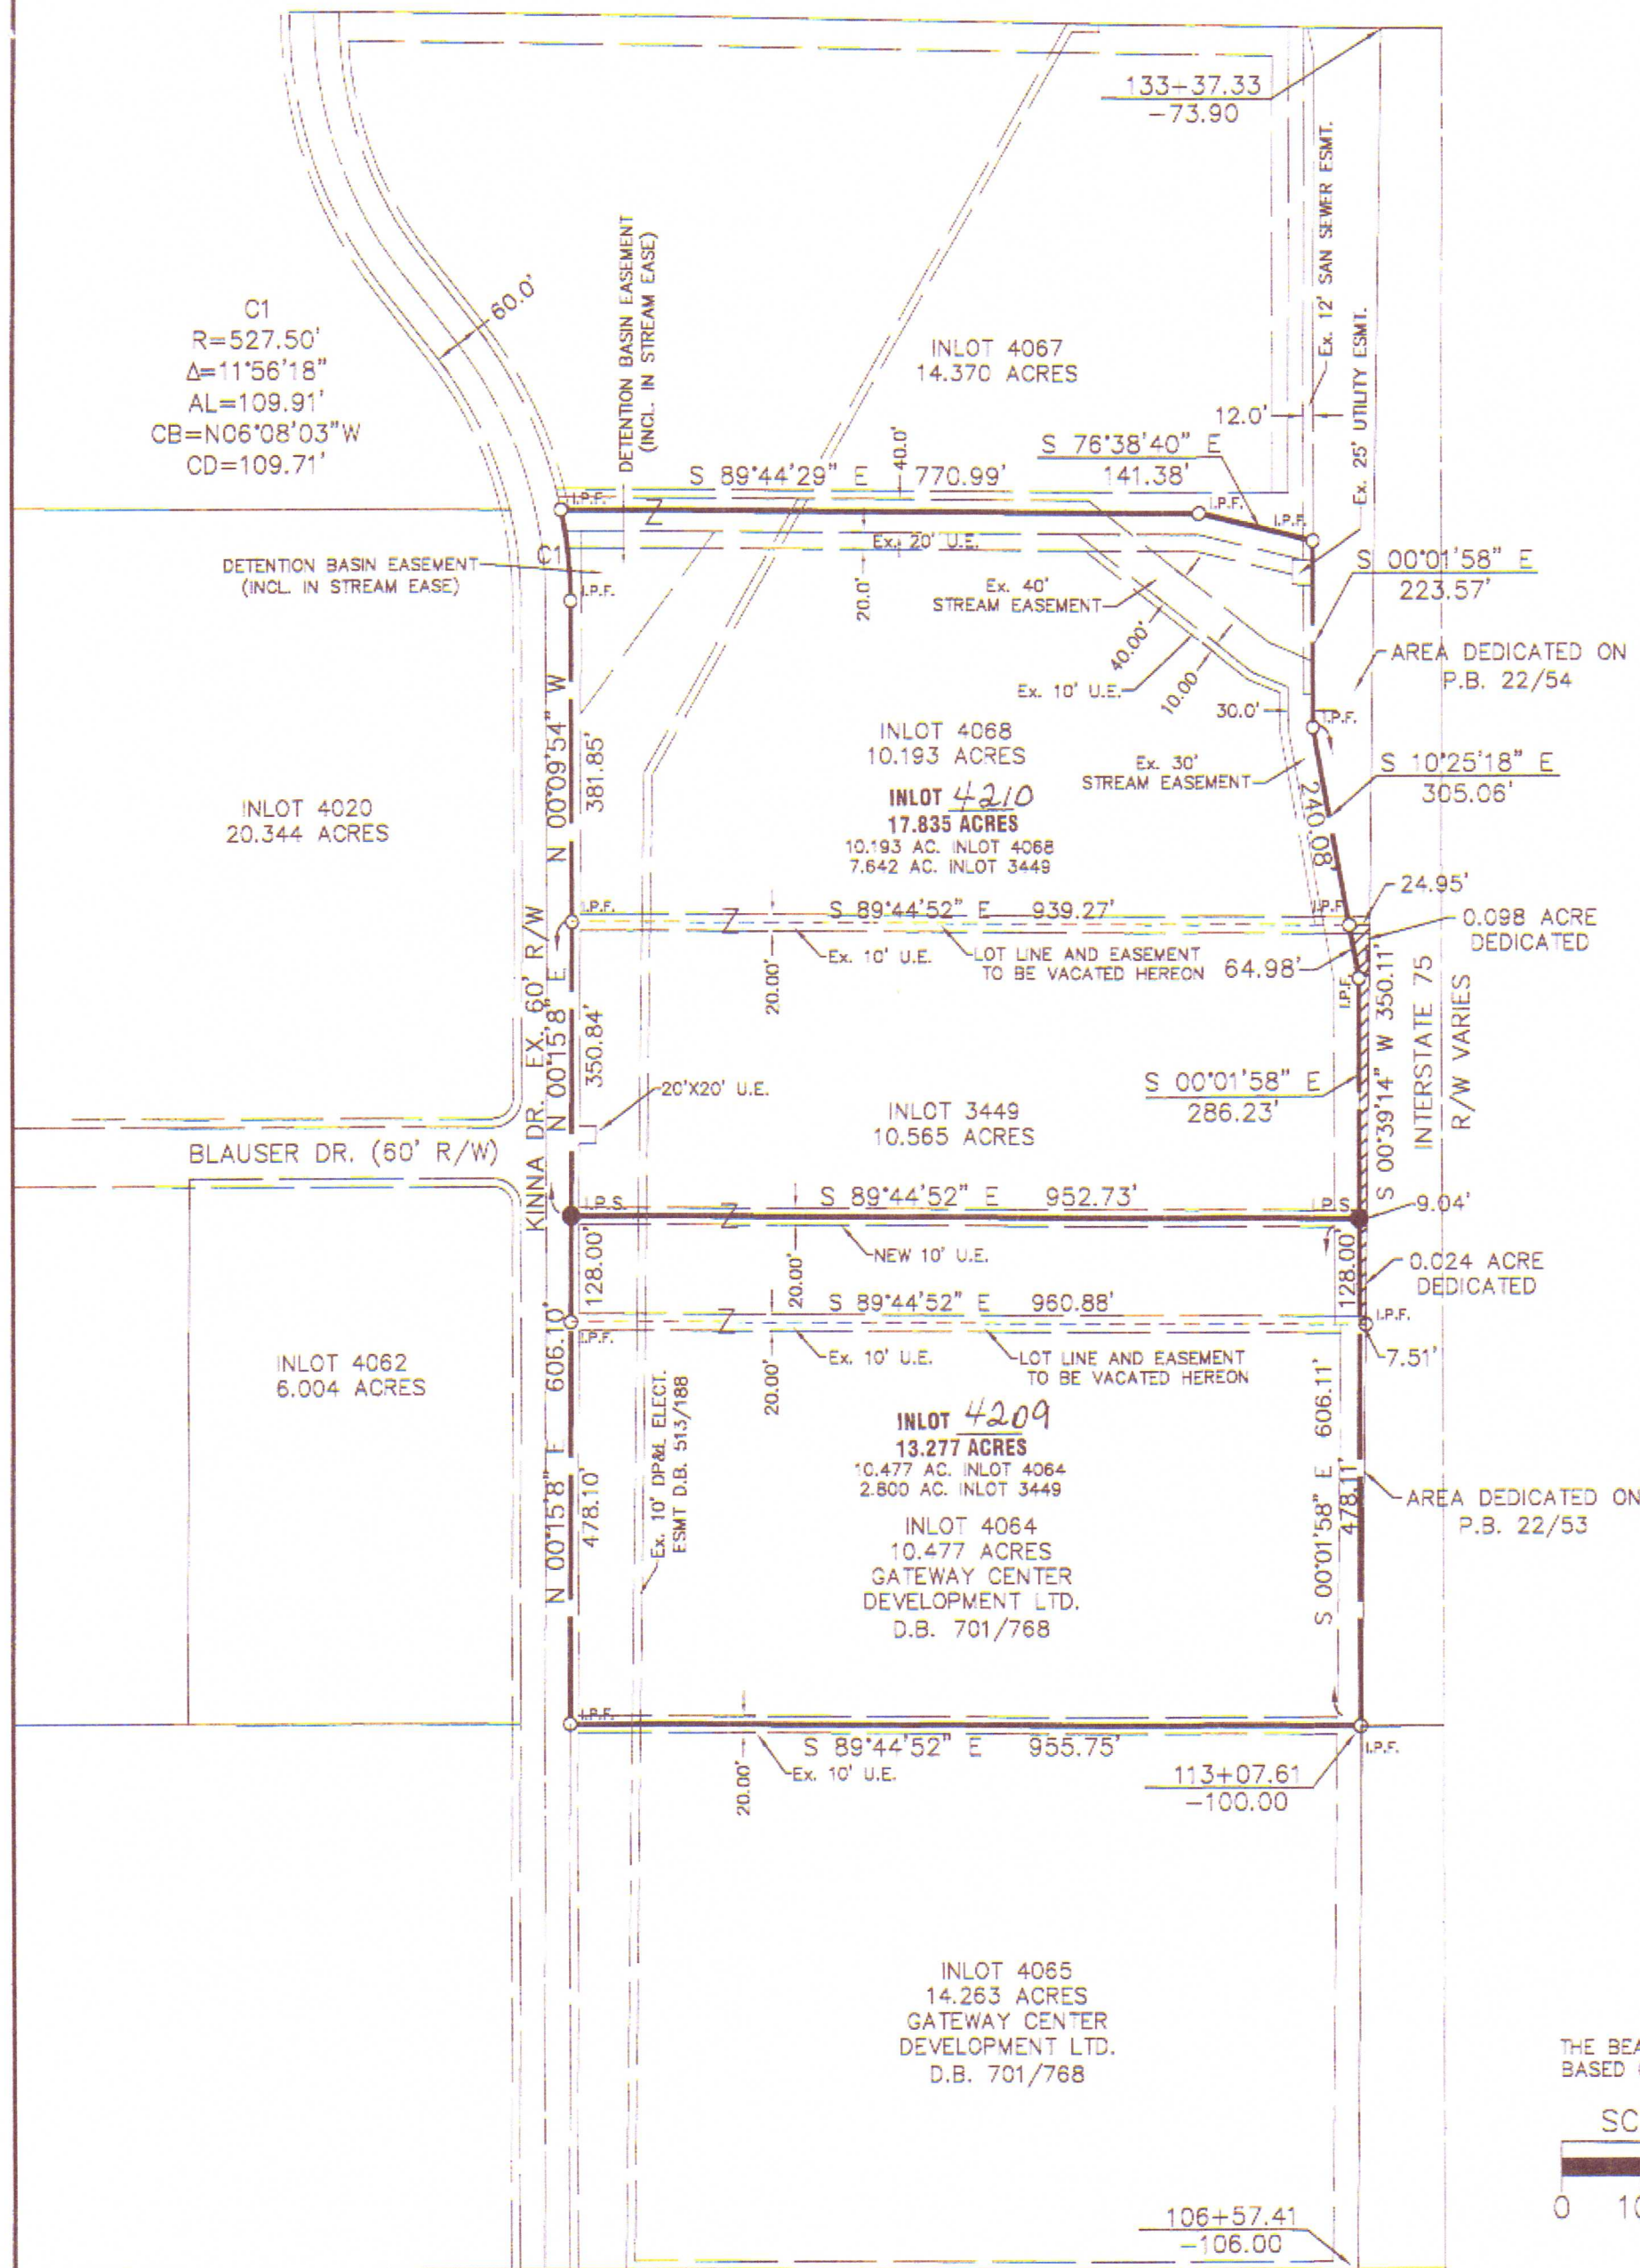 133+37.33
-73.90
Ex. 12' SAN SEWER ESMT.
Ex. 25' UTILITY ESMT.
60.0'
DETENTION BASIN EASEMENT
(INCL. IN STREAM EASE)
C1
R=527.50'
Δ=11°56'18"
AL=109.91'
CB=N06°08'03"W
CD=109.71'
INLOT 4067
14.370 ACRES
12.0'
S 76°38'40" E
141.38'
40.0'
S 89°44'29" E 770.99'
I.P.F.
I.P.F.
I.P.F.
Ex. 20' U.E.
C1
DETENTION BASIN EASEMENT
(INCL. IN STREAM EASE)
I.P.F.
20.0'
Ex. 40'
STREAM EASEMENT
S 00°01'58" E
223.57'
40.00'
10.00
Ex. 10' U.E.
30.0'
AREA DEDICATED ON
P.B. 22/54
I.P.F.
N 00°09'54" W
381.85'
INLOT 4068
10.193 ACRES
Ex. 30'
STREAM EASEMENT
S 10°25'18" E
305.06'
240.08'
INLOT 4210
17.835 ACRES
10.193 AC. INLOT 4068
7.642 AC. INLOT 3449
INLOT 4020
20.344 ACRES
24.95'
I.P.F.
S 89°44'52" E 939.27'
I.P.F.
0.098 ACRE
DEDICATED
Ex. 10' U.E.
LOT LINE AND EASEMENT
TO BE VACATED HEREON
64.98'
20.00'
I.P.F.
KINNA DR. EX. 60' R/W
N 00°15'8" E
350.84'
S 00°39'14" W 350.11'
INTERSTATE 75
R/W VARIES
20'X20' U.E.
S 00°01'58" E
286.23'
INLOT 3449
10.565 ACRES
BLAUSER DR. (60' R/W)
I.P.S.
S 89°44'52" E 952.73'
I.P.S.
9.04'
NEW 10' U.E.
128.00'
20.00'
128.00'
0.024 ACRE
DEDICATED
S 89°44'52" E 960.88'
I.P.F.
I.P.F.
7.51'
Ex. 10' U.E.
LOT LINE AND EASEMENT
TO BE VACATED HEREON
20.00'
INLOT 4062
6.004 ACRES
N 00°15'8" E 606.10'
478.10'
Ex. 10' DP&L ELECT.
ESMT D.B. 513/188
INLOT 4209
13.277 ACRES
10.477 AC. INLOT 4064
2.800 AC. INLOT 3449
INLOT 4064
10.477 ACRES
GATEWAY CENTER
DEVELOPMENT LTD.
D.B. 701/768
S 00°01'58" E 606.11'
478.11'
AREA DEDICATED ON
P.B. 22/53
I.P.F.
S 89°44'52" E 955.75'
I.P.F.
Ex. 10' U.E.
20.00'
113+07.61
-100.00
INLOT 4065
14.263 ACRES
GATEWAY CENTER
DEVELOPMENT LTD.
D.B. 701/768
THE BEA
BASED
SC
0 10
106+57.41
-106.00